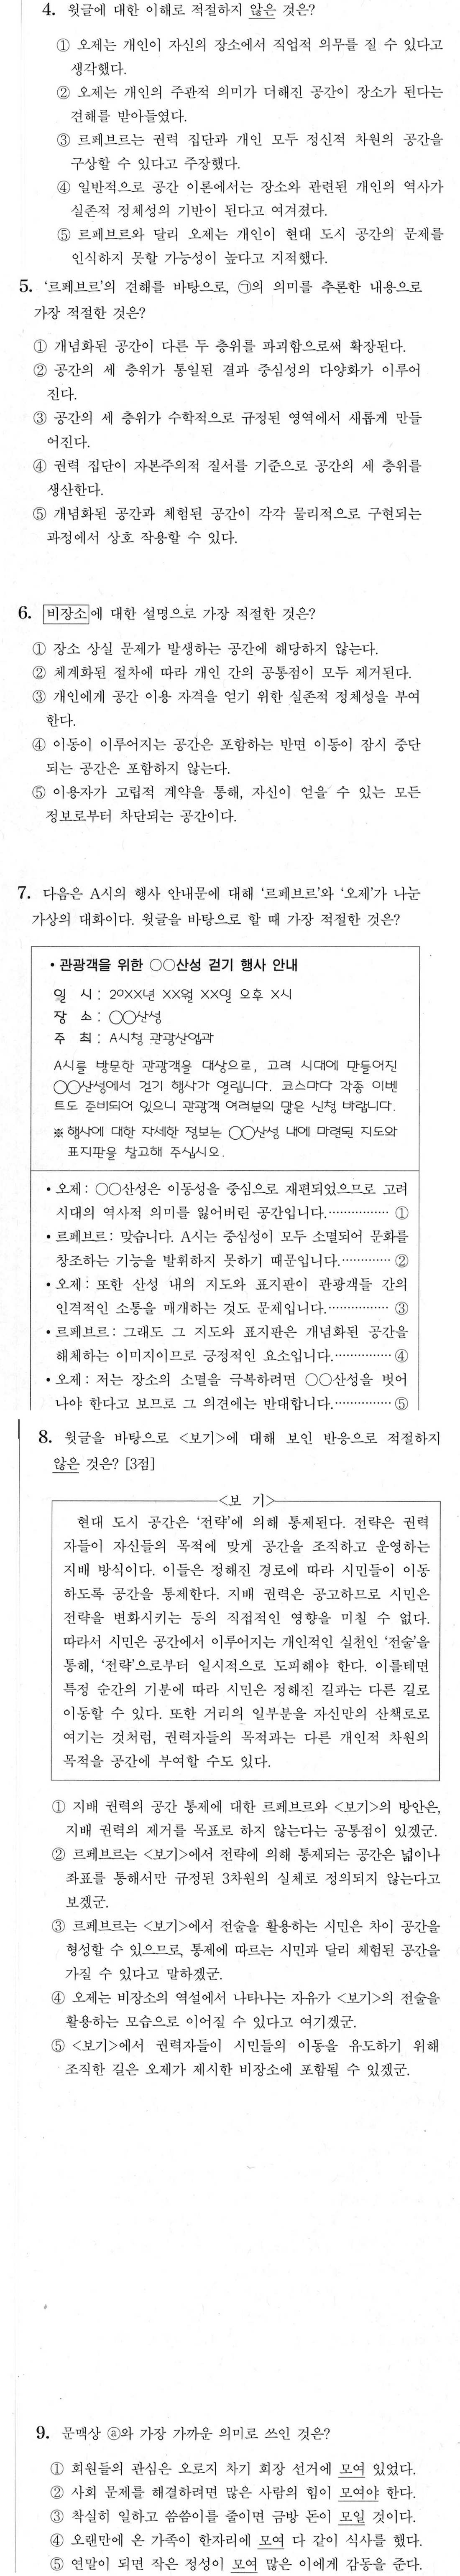 4. 윗글에 대한 이해로 적절하지 않은 것은?
① 오제는 개인이 자신의 장소에서 직업적 의무를 질 수 있다고
생각했다.
② 오제는 개인의 주관적 의미가 더해진 공간이 장소가 된다는
견해를 받아들였다.
③ 르페브르는 권력 집단과 개인 모두 정신적 차원의 공간을
구상할 수 있다고 주장했다.
④ 일반적으로 공간 이론에서는 장소와 관련된 개인의 역사가
실존적 정체성의 기반이 된다고 여겨졌다.
⑤ 르페브르와 달리 오제는 개인이 현대 도시 공간의 문제를
인식하지 못할 가능성이 높다고 지적했다.
5. ‘르페브르’의 견해를 바탕으로, ㉠의 의미를 추론한 내용으로
가장 적절한 것은?
① 개념화된 공간이 다른 두 층위를 파괴함으로써 확장된다.
② 공간의 세 층위가 통일된 결과 중심성의 다양화가 이루어
진다.
③ 공간의 세 층위가 수학적으로 규정된 영역에서 새롭게 만들
어진다.
④ 권력 집단이 자본주의적 질서를 기준으로 공간의 세 층위를
생산한다.
⑤ 개념화된 공간과 체험된 공간이 각각 물리적으로 구현되는
과정에서 상호 작용할 수 있다.
6. 비장소에 대한 설명으로 가장 적절한 것은?
① 장소 상실 문제가 발생하는 공간에 해당하지 않는다.
② 체계화된 절차에 따라 개인 간의 공통점이 모두 제거된다.
③ 개인에게 공간 이용 자격을 얻기 위한 실존적 정체성을 부여
한다.
④ 이동이 이루어지는 공간은 포함하는 반면 이동이 잠시 중단
되는 공간은 포함하지 않는다.
⑤ 이용자가 고립적 계약을 통해, 자신이 얻을 수 있는 모든
정보로부터 차단되는 공간이다.
7. 다음은 A시의 행사 안내문에 대해 ‘르페브르’와 ‘오제’가 나눈
가상의 대화이다. 윗글을 바탕으로 할 때 가장 적절한 것은?
• 관광객을 위한 ○○산성 걷기 행사 안내
일 시: 20XX년 XX월 XX일 오후 X시
장 소: ○○산성
주 최: A시청 관광산업과
A시를 방문한 관광객을 대상으로, 고려 시대에 만들어진
○○산성에서 걷기 행사가 열립니다. 코스마다 각종 이벤
트도 준비되어 있으니 관광객 여러분의 많은 신청 바랍니다.
※ 행사에 대한 자세한 정보는 ○○산성 내에 마련된 지도와
표지판을 참고해 주십시오.
• 오제: ○○산성은 이동성을 중심으로 재편되었으므로 고려
시대의 역사적 의미를 잃어버린 공간입니다.················ ①
• 르페브르: 맞습니다. A시는 중심성이 모두 소멸되어 문화를
창조하는 기능을 발휘하지 못하기 때문입니다.············ ②
• 오제: 또한 산성 내의 지도와 표지판이 관광객들 간의
인격적인 소통을 매개하는 것도 문제입니다.················ ③
• 르페브르: 그래도 그 지도와 표지판은 개념화된 공간을
해체하는 이미지이므로 긍정적인 요소입니다.·············· ④
• 오제: 저는 장소의 소멸을 극복하려면 ○○산성을 벗어
나야 한다고 보므로 그 의견에는 반대합니다.·············· ⑤
8. 윗글을 바탕으로 <보기>에 대해 보인 반응으로 적절하지
않은 것은? [3점]
<보 기>
현대 도시 공간은 ‘전략’에 의해 통제된다. 전략은 권력
자들이 자신들의 목적에 맞게 공간을 조직하고 운영하는
지배 방식이다. 이들은 정해진 경로에 따라 시민들이 이동
하도록 공간을 통제한다. 지배 권력은 공고하므로 시민은
전략을 변화시키는 등의 직접적인 영향을 미칠 수 없다.
따라서 시민은 공간에서 이루어지는 개인적인 실천인 ‘전술’을
통해, ‘전략’으로부터 일시적으로 도피해야 한다. 이를테면
특정 순간의 기분에 따라 시민은 정해진 길과는 다른 길로
이동할 수 있다. 또한 거리의 일부분을 자신만의 산책로로
여기는 것처럼, 권력자들의 목적과는 다른 개인적 차원의
목적을 공간에 부여할 수도 있다.
① 지배 권력의 공간 통제에 대한 르페브르와 <보기>의 방안은,
지배 권력의 제거를 목표로 하지 않는다는 공통점이 있겠군.
② 르페브르는 <보기>에서 전략에 의해 통제되는 공간은 넓이나
좌표를 통해서만 규정된 3차원의 실체로 정의되지 않는다고
보겠군.
③ 르페브르는 <보기>에서 전술을 활용하는 시민은 차이 공간을
형성할 수 있으므로, 통제에 따르는 시민과 달리 체험된 공간을
가질 수 있다고 말하겠군.
④ 오제는 비장소의 역설에서 나타나는 자유가 <보기>의 전술을
활용하는 모습으로 이어질 수 있다고 여기겠군.
⑤ <보기>에서 권력자들이 시민들의 이동을 유도하기 위해
조직한 길은 오제가 제시한 비장소에 포함될 수 있겠군.
9. 문맥상 ⓐ와 가장 가까운 의미로 쓰인 것은?
① 회원들의 관심은 오로지 차기 회장 선거에 모여 있었다.
② 사회 문제를 해결하려면 많은 사람의 힘이 모여야 한다.
③ 착실히 일하고 씀씀이를 줄이면 금방 돈이 모일 것이다.
④ 오랜만에 온 가족이 한자리에 모여 다 같이 식사를 했다.
⑤ 연말이 되면 작은 정성이 모여 많은 이에게 감동을 준다.